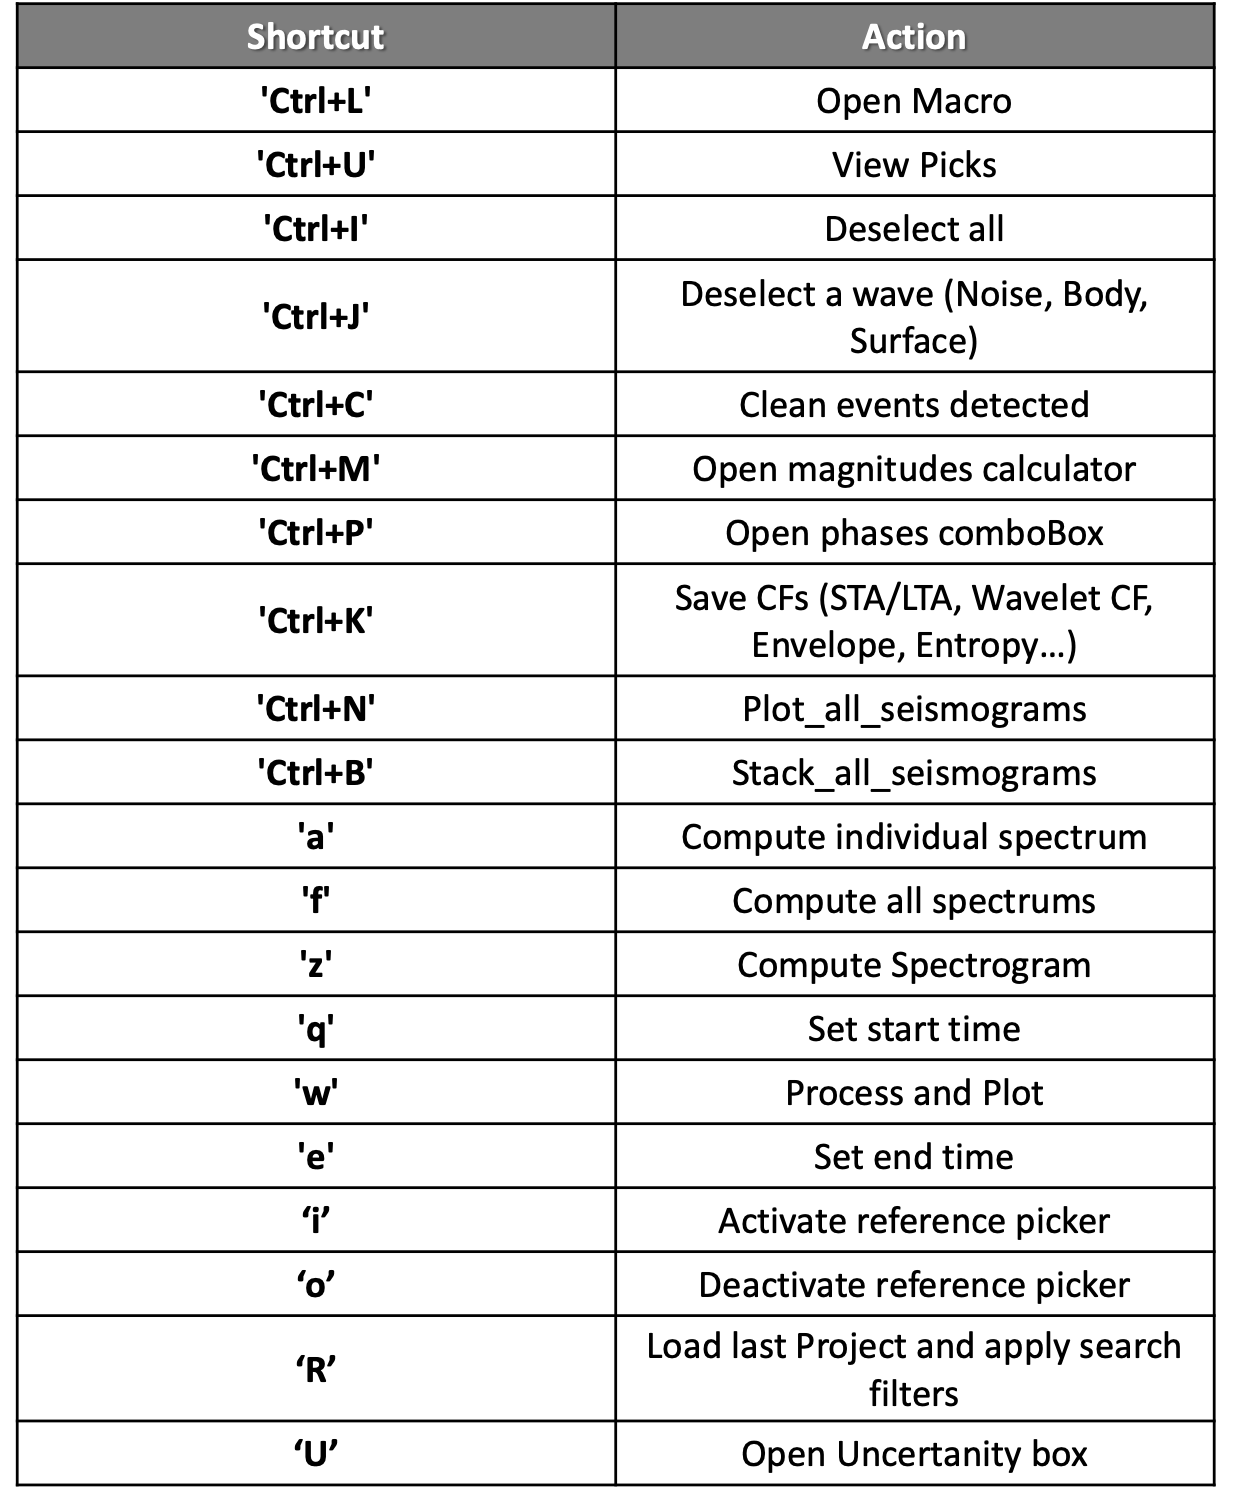 Shortcut Action
'Ctrl+L' Open Macro
'Ctrl+U' View Picks
'Ctrl+I' Deselect all
'Ctrl+J' Deselect a wave (Noise, Body,
Surface)
'Ctrl+C' Clean events detected
'Ctrl+M' Open magnitudes calculator
'Ctrl+P' Open phases comboBox
'Ctrl+K' Save CFs (STA/LTA, Wavelet CF,
Envelope, Entropy…)
'Ctrl+N' Plot_all_seismograms
'Ctrl+B' Stack_all_seismograms
'a' Compute individual spectrum
'f' Compute all spectrums
'z' Compute Spectrogram
'q' Set start time
'w' Process and Plot
'e' Set end time
‘i’ Activate reference picker
‘o’ Deactivate reference picker
‘R’ Load last Project and apply search
filters
‘U’ Open Uncertanity box